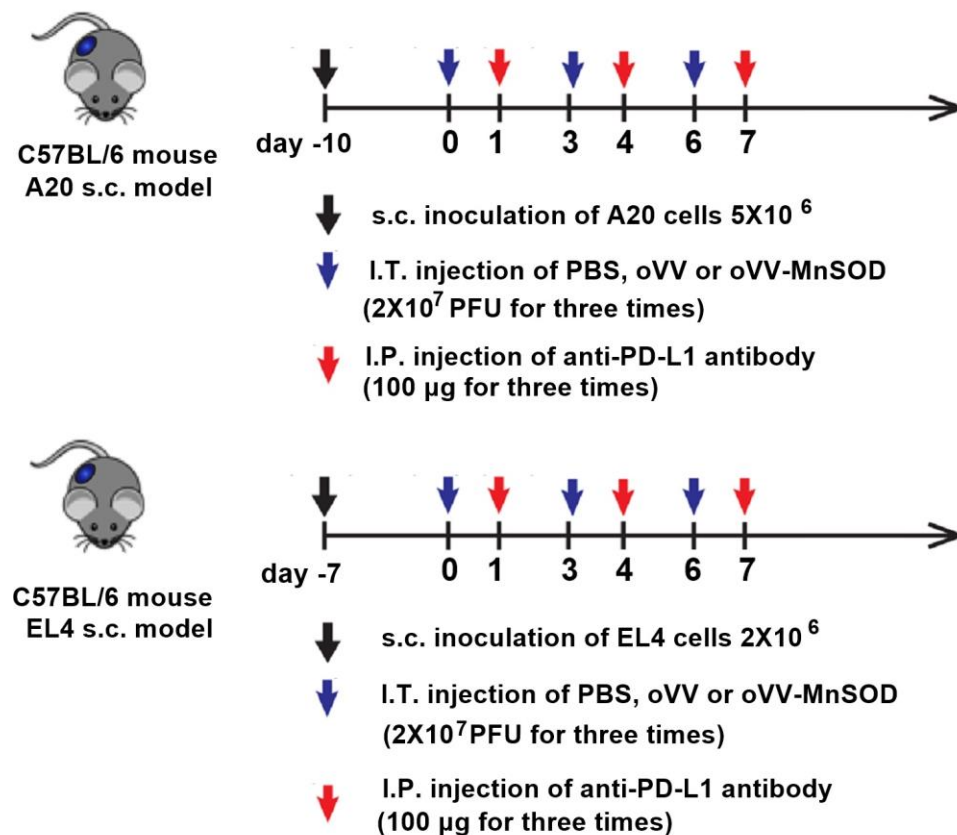 C57BL/6 mouse
A20 s.c. model
day -10 0 1 3 4 6 7
s.c. inoculation of A20 cells 5X10 ⁶
I.T. injection of PBS, oVV or oVV-MnSOD
(2X10⁷ PFU for three times)
I.P. injection of anti-PD-L1 antibody
(100 µg for three times)
C57BL/6 mouse
EL4 s.c. model
day -7 0 1 3 4 6 7
s.c. inoculation of EL4 cells 2X10 ⁶
I.T. injection of PBS, oVV or oVV-MnSOD
(2X10⁷ PFU for three times)
I.P. injection of anti-PD-L1 antibody
(100 µg for three times)